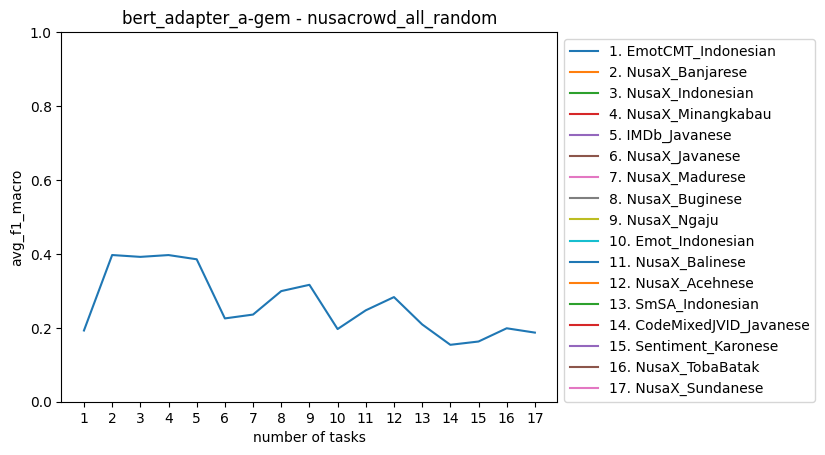 bert_adapter_a-gem - nusacrowd_all_random
avg_f1_macro
1.0
0.8
0.6
0.4
0.2
0.0
1 2 3 4 5 6 7 8 9 10 11 12 13 14 15 16 17
number of tasks
1. EmotCMT_Indonesian
2. NusaX_Banjarese
3. NusaX_Indonesian
4. NusaX_Minangkabau
5. IMDb_Javanese
6. NusaX_Javanese
7. NusaX_Madurese
8. NusaX_Buginese
9. NusaX_Ngaju
10. Emot_Indonesian
11. NusaX_Balinese
12. NusaX_Acehnese
13. SmSA_Indonesian
14. CodeMixedJVID_Javanese
15. Sentiment_Karonese
16. NusaX_TobaBatak
17. NusaX_Sundanese